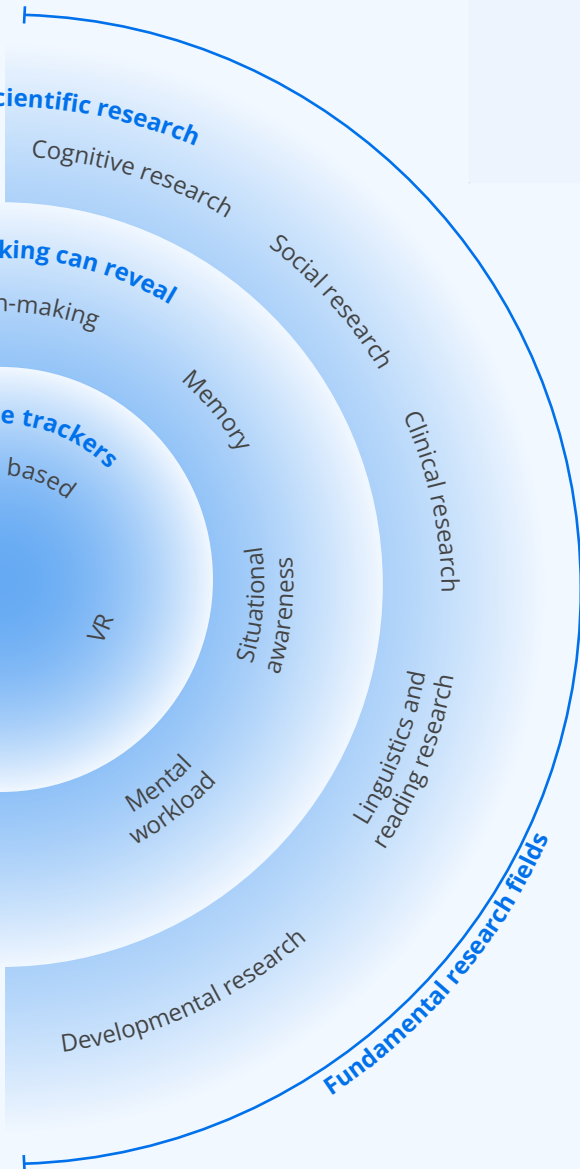 cientific research
Cognitive research
Social research
Clinical research
Linguistics and
reading research
Developmental research
Fundamental research fields
king can reveal
n-making
Memory
Situational
awareness
Mental
workload
e trackers
based
VR